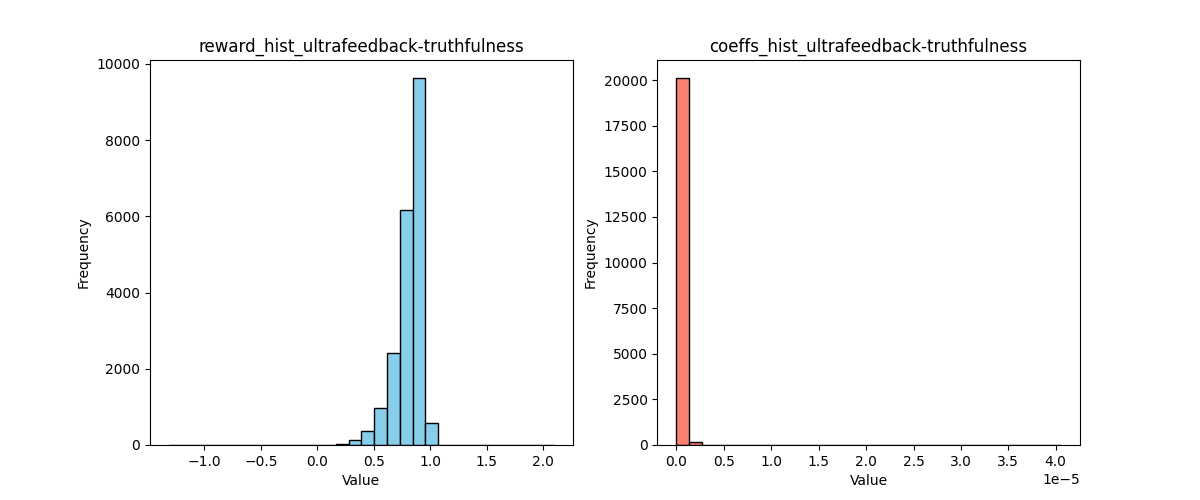 reward_hist_ultrafeedback-truthfulness
10000
8000
6000
4000
2000
0
Frequency
−1.0 −0.5 0.0 0.5 1.0 1.5 2.0
Value
coeffs_hist_ultrafeedback-truthfulness
20000
17500
15000
12500
10000
7500
5000
2500
0
Frequency
0.0 0.5 1.0 1.5 2.0 2.5 3.0 3.5 4.0
1e−5
Value